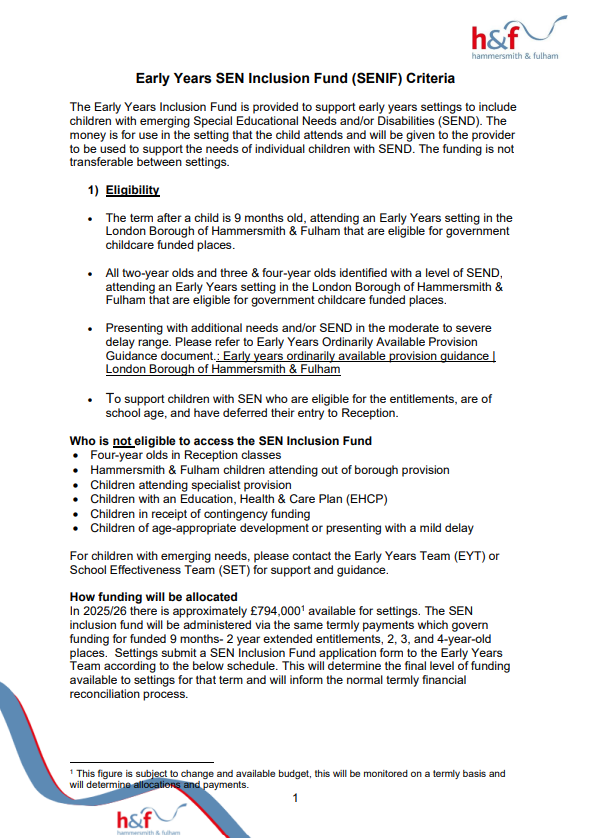 h&f
hammersmith & fulham
Early Years SEN Inclusion Fund (SENIF) Criteria
The Early Years Inclusion Fund is provided to support early years settings to include
children with emerging Special Educational Needs and/or Disabilities (SEND). The
money is for use in the setting that the child attends and will be given to the provider
to be used to support the needs of individual children with SEND. The funding is not
transferable between settings.
1) Eligibility
• The term after a child is 9 months old, attending an Early Years setting in the
London Borough of Hammersmith & Fulham that are eligible for government
childcare funded places.
• All two-year olds and three & four-year olds identified with a level of SEND,
attending an Early Years setting in the London Borough of Hammersmith &
Fulham that are eligible for government childcare funded places.
• Presenting with additional needs and/or SEND in the moderate to severe
delay range. Please refer to Early Years Ordinarily Available Provision
Guidance document.: Early years ordinarily available provision guidance |
London Borough of Hammersmith & Fulham
• To support children with SEN who are eligible for the entitlements, are of
school age, and have deferred their entry to Reception.
Who is not eligible to access the SEN Inclusion Fund
• Four-year olds in Reception classes
• Hammersmith & Fulham children attending out of borough provision
• Children attending specialist provision
• Children with an Education, Health & Care Plan (EHCP)
• Children in receipt of contingency funding
• Children of age-appropriate development or presenting with a mild delay
For children with emerging needs, please contact the Early Years Team (EYT) or
School Effectiveness Team (SET) for support and guidance.
How funding will be allocated
In 2025/26 there is approximately £794,000¹ available for settings. The SEN
inclusion fund will be administered via the same termly payments which govern
funding for funded 9 months- 2 year extended entitlements, 2, 3, and 4-year-old
places.  Settings submit a SEN Inclusion Fund application form to the Early Years
Team according to the below schedule. This will determine the final level of funding
available to settings for that term and will inform the normal termly financial
reconciliation process.
¹ This figure is subject to change and available budget, this will be monitored on a termly basis and
will determine allocations and payments.
1
h&f
hammersmith & fulham